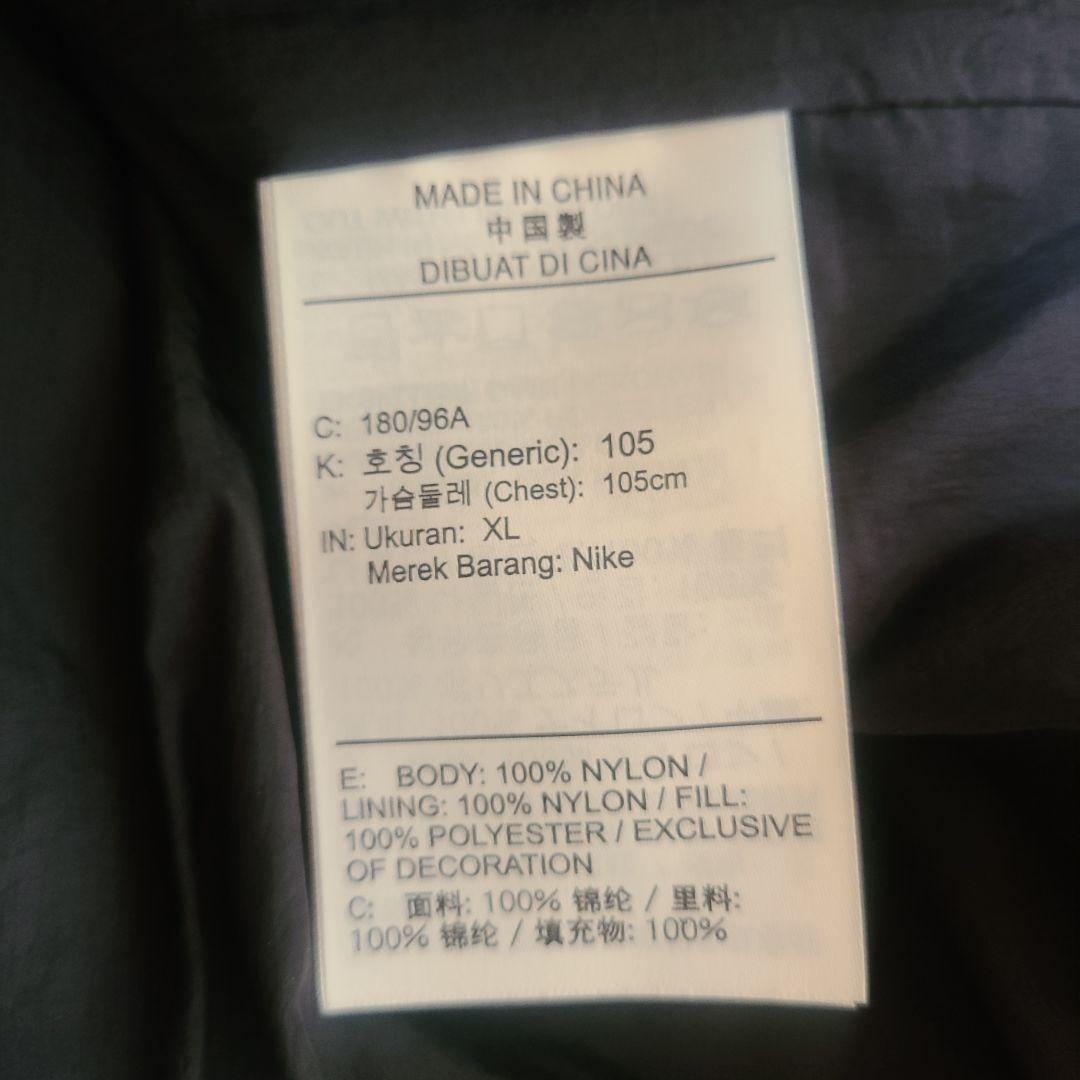 MADE IN CHINA
中国製
DIBUAT DI CINA
C: 180/96A
K: 호칭 (Generic): 105
가슴둘레 (Chest): 105cm
IN: Ukuran: XL
Merek Barang: Nike
E: BODY: 100% NYLON /
LINING: 100% NYLON / FILL:
100% POLYESTER / EXCLUSIVE
OF DECORATION
C: 面料: 100% 锦纶 / 里料:
100% 锦纶 / 填充物: 100%